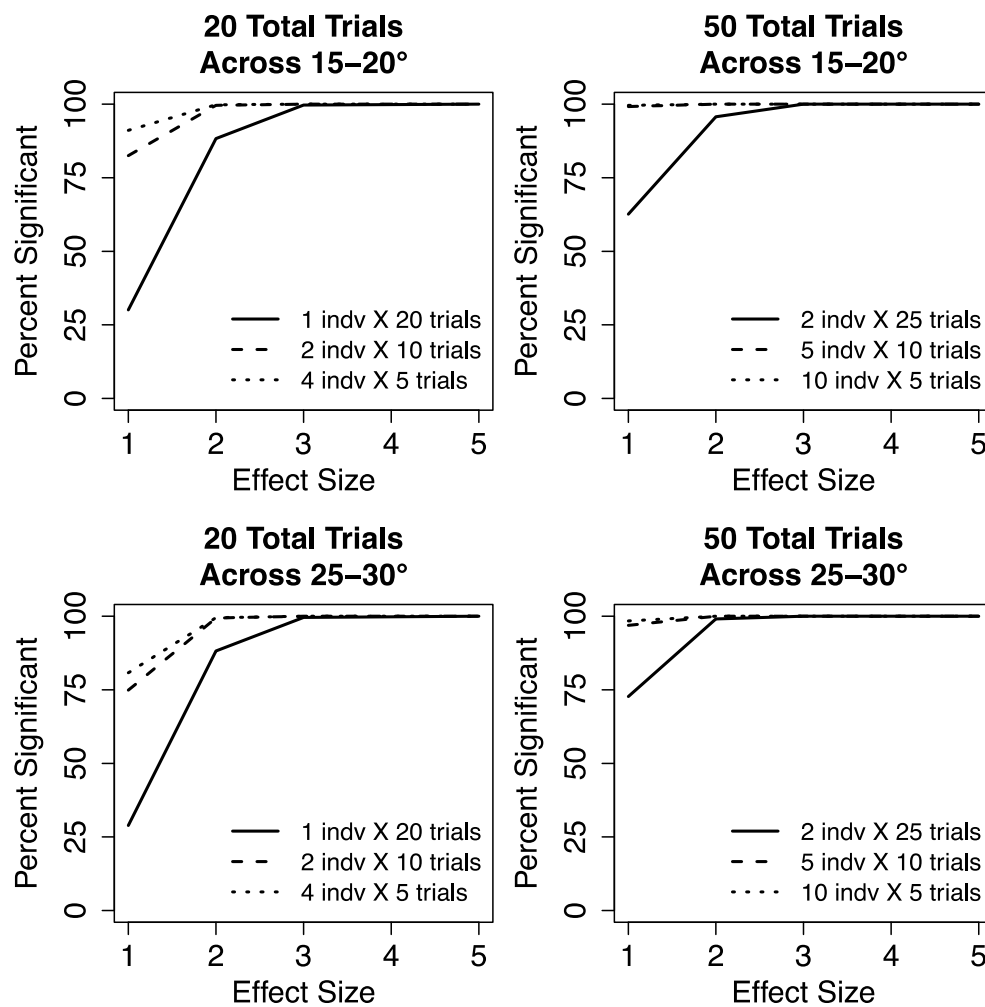 20 Total Trials
Across 15–20°
Percent Significant
100
75
50
25
0
1 indv X 20 trials
2 indv X 10 trials
4 indv X 5 trials
1 2 3 4 5
Effect Size
50 Total Trials
Across 15–20°
Percent Significant
100
75
50
25
0
2 indv X 25 trials
5 indv X 10 trials
10 indv X 5 trials
1 2 3 4 5
Effect Size
20 Total Trials
Across 25–30°
Percent Significant
100
75
50
25
0
1 indv X 20 trials
2 indv X 10 trials
4 indv X 5 trials
1 2 3 4 5
Effect Size
50 Total Trials
Across 25–30°
Percent Significant
100
75
50
25
0
2 indv X 25 trials
5 indv X 10 trials
10 indv X 5 trials
1 2 3 4 5
Effect Size